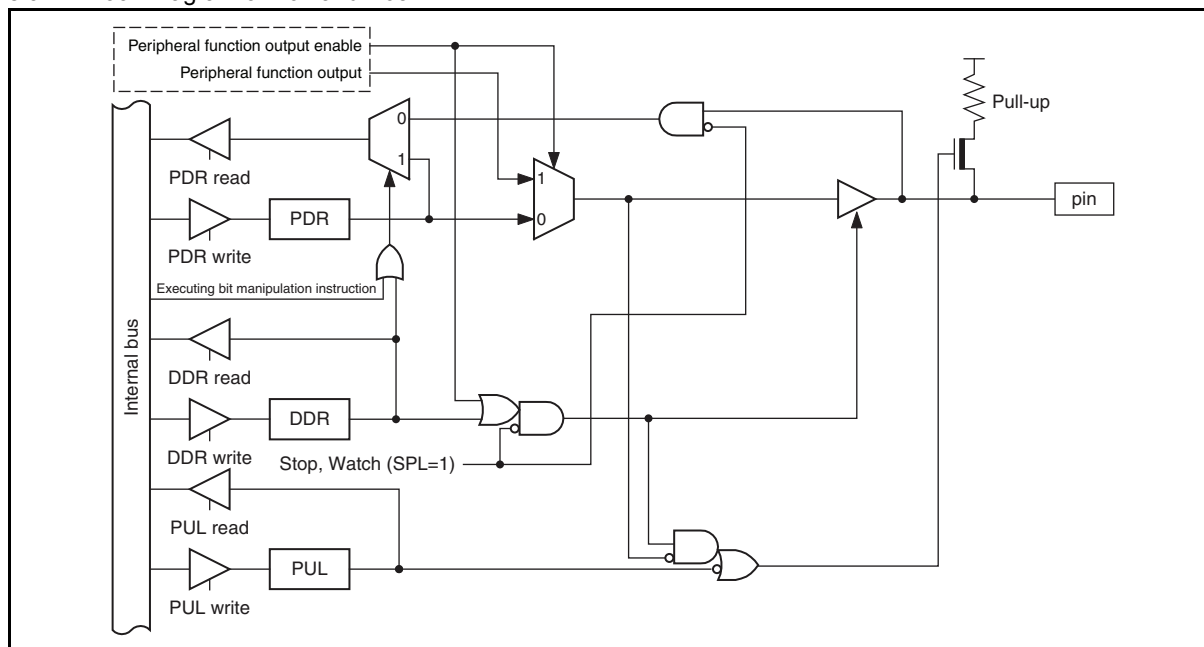 Peripheral function output enable
Peripheral function output
Pull-up
0
1
PDR read
1
0
pin
PDR
PDR write
Executing bit manipulation instruction
Internal bus
DDR read
DDR
DDR write
Stop, Watch (SPL=1)
PUL read
PUL
PUL write